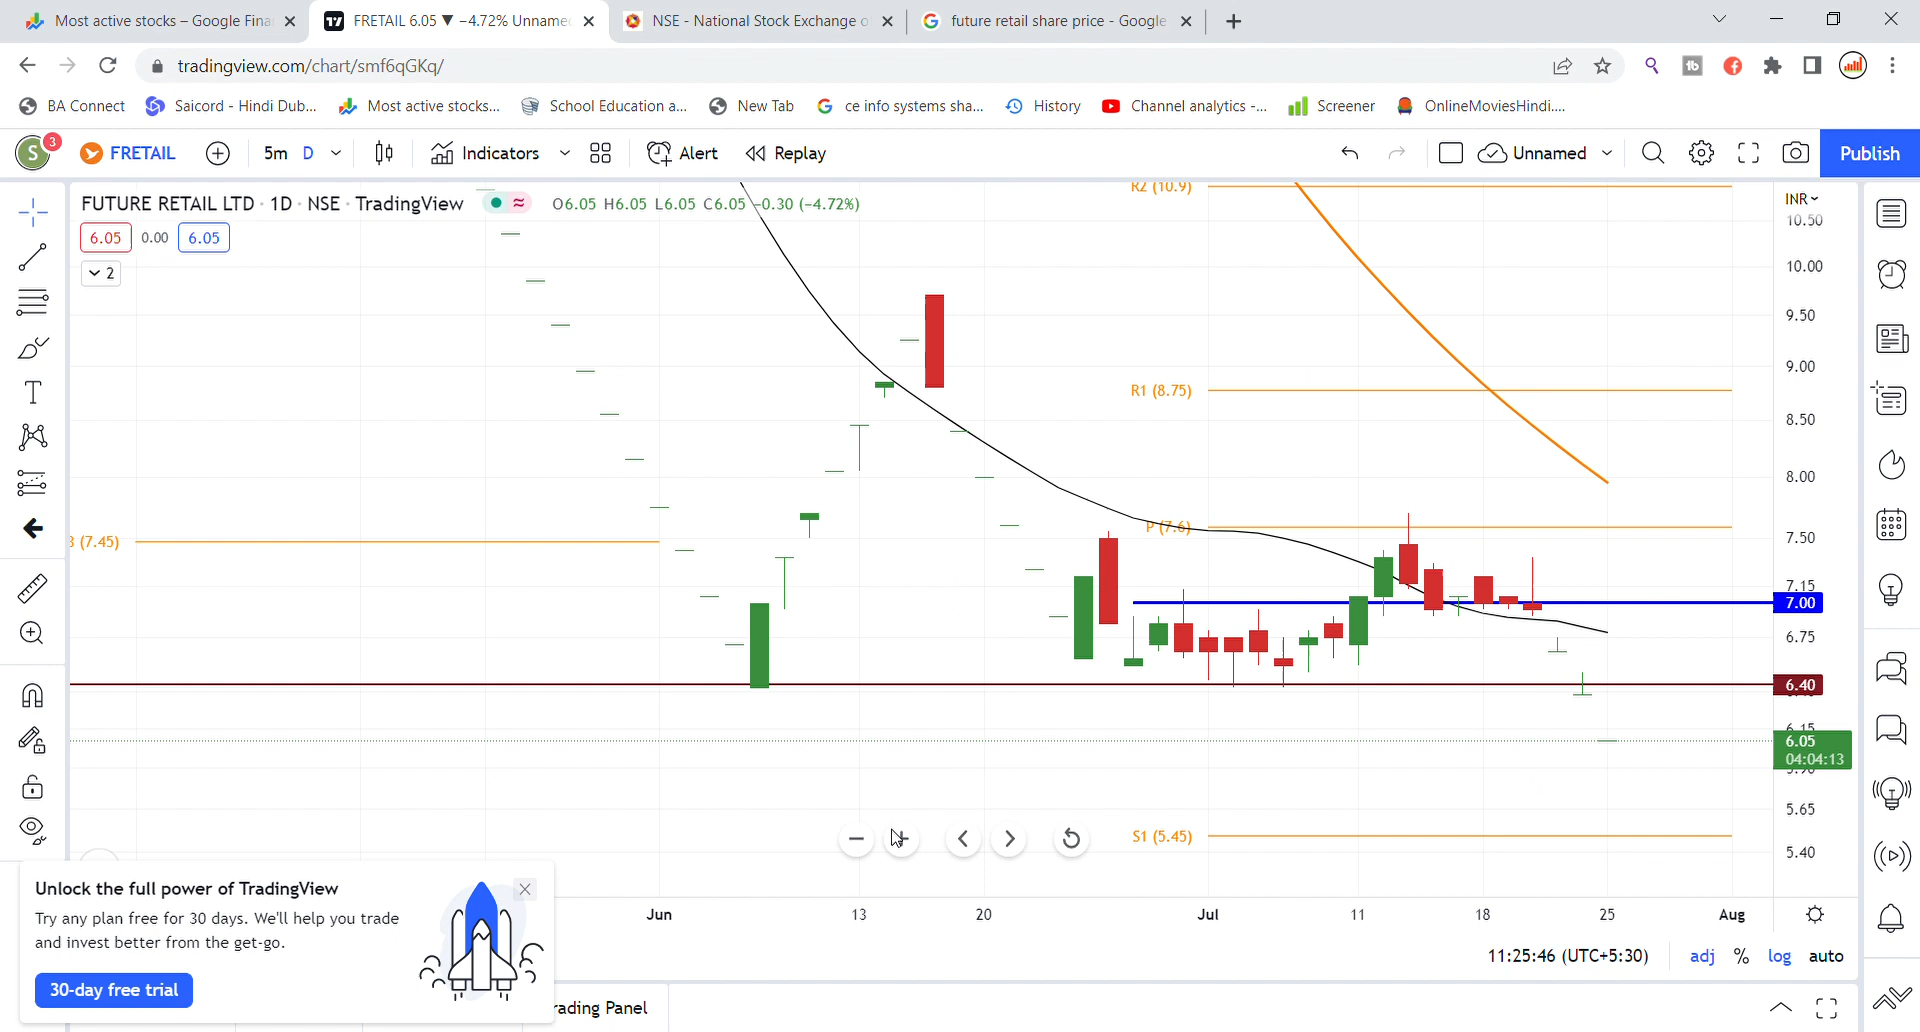 Most active stocks – Google Fina
FRETAIL 6.05 ▼ −4.72% Unname
NSE - National Stock Exchange o
future retail share price - Google
tradingview.com/chart/smf6qGKq/
BA Connect
Saicord - Hindi Dub...
Most active stocks...
School Education a...
New Tab
ce info systems sha...
History
Channel analytics -...
Screener
OnlineMoviesHindi....
S 3
FRETAIL
5m D
Indicators
Alert
Replay
Unnamed
Publish
FUTURE RETAIL LTD · 1D · NSE · TradingView
O6.05 H6.05 L6.05 C6.05 −0.30 (−4.72%)
6.05 0.00 6.05
2
R2 (10.9)
R1 (8.75)
P (7.6)
3 (7.45)
S1 (5.45)
INR
10.50
10.00
9.50
9.00
8.50
8.00
7.50
7.15
7.00
6.75
6.40
6.15
6.05
04:04:13
5.90
5.65
5.40
Jun
13
20
Jul
11
18
25
Aug
11:25:46 (UTC+5:30)
adj
%
log
auto
Unlock the full power of TradingView
Try any plan free for 30 days. We'll help you trade
and invest better from the get-go.
30-day free trial
rading Panel